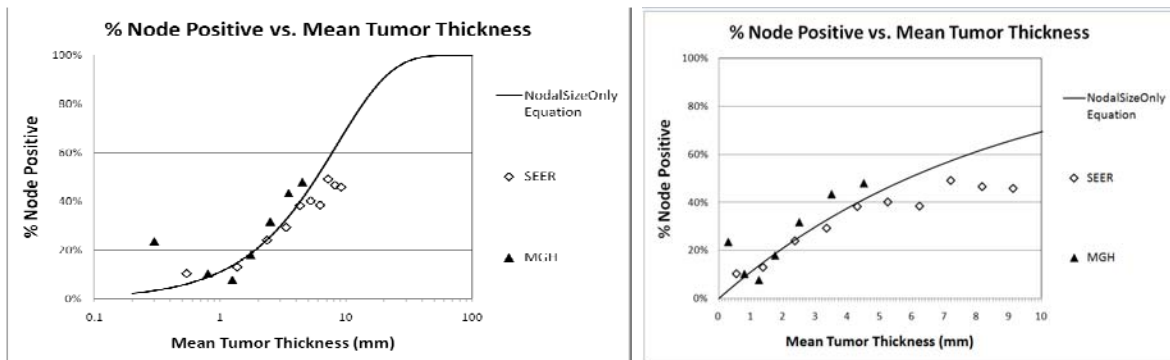 % Node Positive vs. Mean Tumor Thickness
100%
80%
60%
40%
20%
0%
0.1
1
10
100
% Node Positive
Mean Tumor Thickness (mm)
NodalSizeOnly
Equation
SEER
MGH
% Node Positive vs. Mean Tumor Thickness
100%
80%
60%
40%
20%
0%
0
1
2
3
4
5
6
7
8
9
10
% Node Positive
Mean Tumor Thickness (mm)
NodalSizeOnly
Equation
SEER
MGH